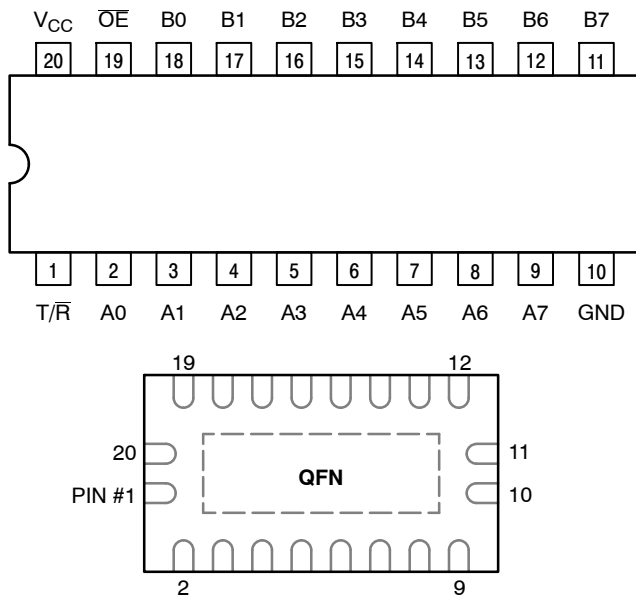 V_CC O̅E̅ B0 B1 B2 B3 B4 B5 B6 B7
20 19 18 17 16 15 14 13 12 11
1 2 3 4 5 6 7 8 9 10
T/R̅ A0 A1 A2 A3 A4 A5 A6 A7 GND
19 12
20 11
QFN
PIN #1 10
2 9